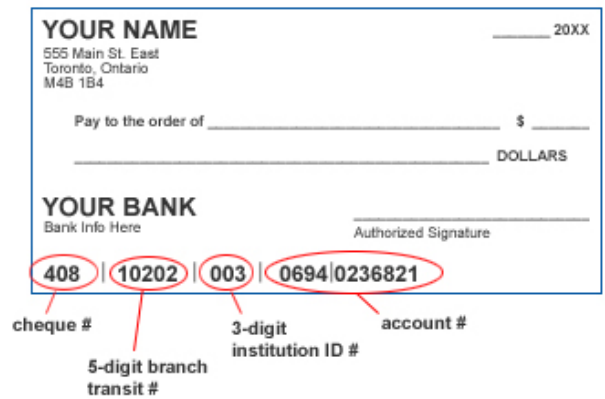 YOUR NAME
555 Main St. East
Toronto, Ontario
M4B 1B4
20XX
Pay to the order of $
DOLLARS
YOUR BANK
Bank Info Here
Authorized Signature
408 10202 003 0694 0236821
cheque #
5-digit branch
transit #
3-digit
institution ID #
account #